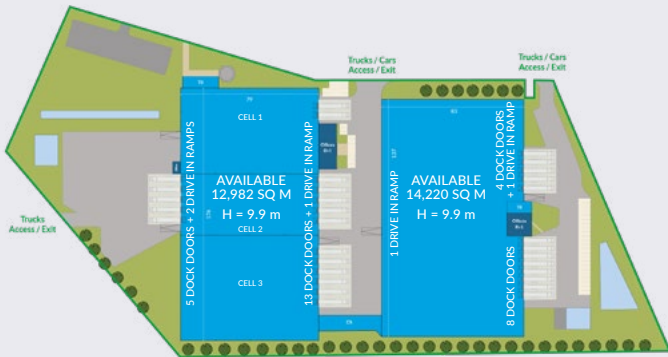 Trucks / Cars
Access / Exit
Trucks / Cars
Access / Exit
Trucks
Access / Exit
5 DOCK DOORS + 2 DRIVE IN RAMPS
CELL 1
AVAILABLE
12,982 SQ M
H = 9.9 m
CELL 2
CELL 3
13 DOCK DOORS + 1 DRIVE IN RAMP
Offices
1 DRIVE IN RAMP
137
AVAILABLE
14,220 SQ M
H = 9.9 m
4 DOCK DOORS
+ 1 DRIVE IN RAMP
Offices
8 DOCK DOORS